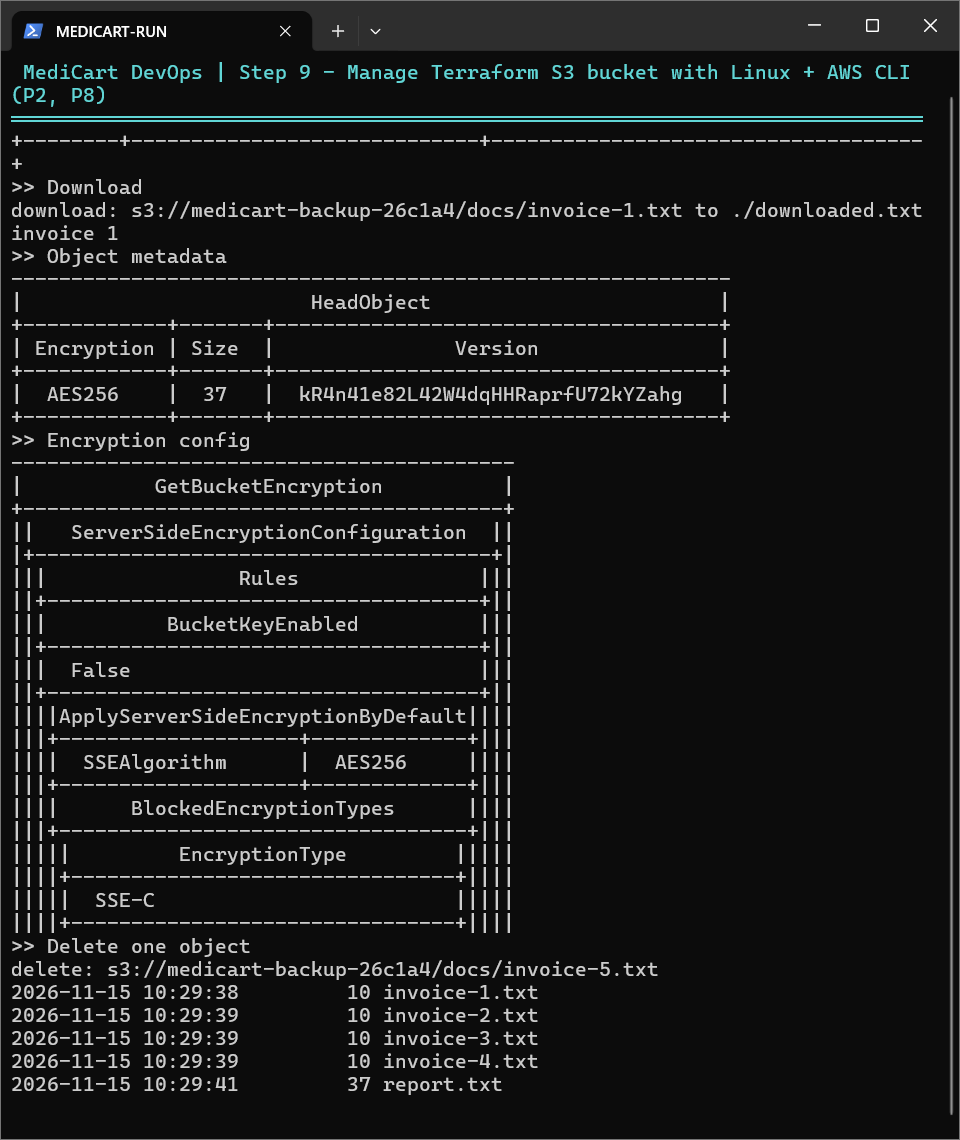 MEDICART-RUN
MediCart DevOps | Step 9 - Manage Terraform S3 bucket with Linux + AWS CLI
(P2, P8)
+--------+-----------------------------+------------------------------------
+
>> Download
download: s3://medicart-backup-26c1a4/docs/invoice-1.txt to ./downloaded.txt
invoice 1
>> Object metadata
------------------------------------------------------------
|                        HeadObject                        |
+------------+-------+-------------------------------------+
| Encryption | Size  |               Version               |
+------------+-------+-------------------------------------+
|  AES256    |  37   |  kR4n41e82L42W4dqHHRaprfU72kYZahg   |
+------------+-------+-------------------------------------+
>> Encryption config
------------------------------------------
|           GetBucketEncryption          |
+----------------------------------------+
||   ServerSideEncryptionConfiguration  ||
|+--------------------------------------+|
|||                Rules               |||
||+------------------------------------+||
|||          BucketKeyEnabled          |||
||+------------------------------------+||
|||  False                             |||
||+------------------------------------+||
||||ApplyServerSideEncryptionByDefault||||
|||+---------------------+-------------+|||
||||  SSEAlgorithm      |  AES256     ||||
|||+---------------------+-------------+|||
||||      BlockedEncryptionTypes      ||||
|||+----------------------------------+|||
|||||         EncryptionType         |||||
||||+--------------------------------+||||
|||||  SSE-C                         |||||
||||+--------------------------------+||||
>> Delete one object
delete: s3://medicart-backup-26c1a4/docs/invoice-5.txt
2026-11-15 10:29:38         10 invoice-1.txt
2026-11-15 10:29:39         10 invoice-2.txt
2026-11-15 10:29:39         10 invoice-3.txt
2026-11-15 10:29:39         10 invoice-4.txt
2026-11-15 10:29:41         37 report.txt